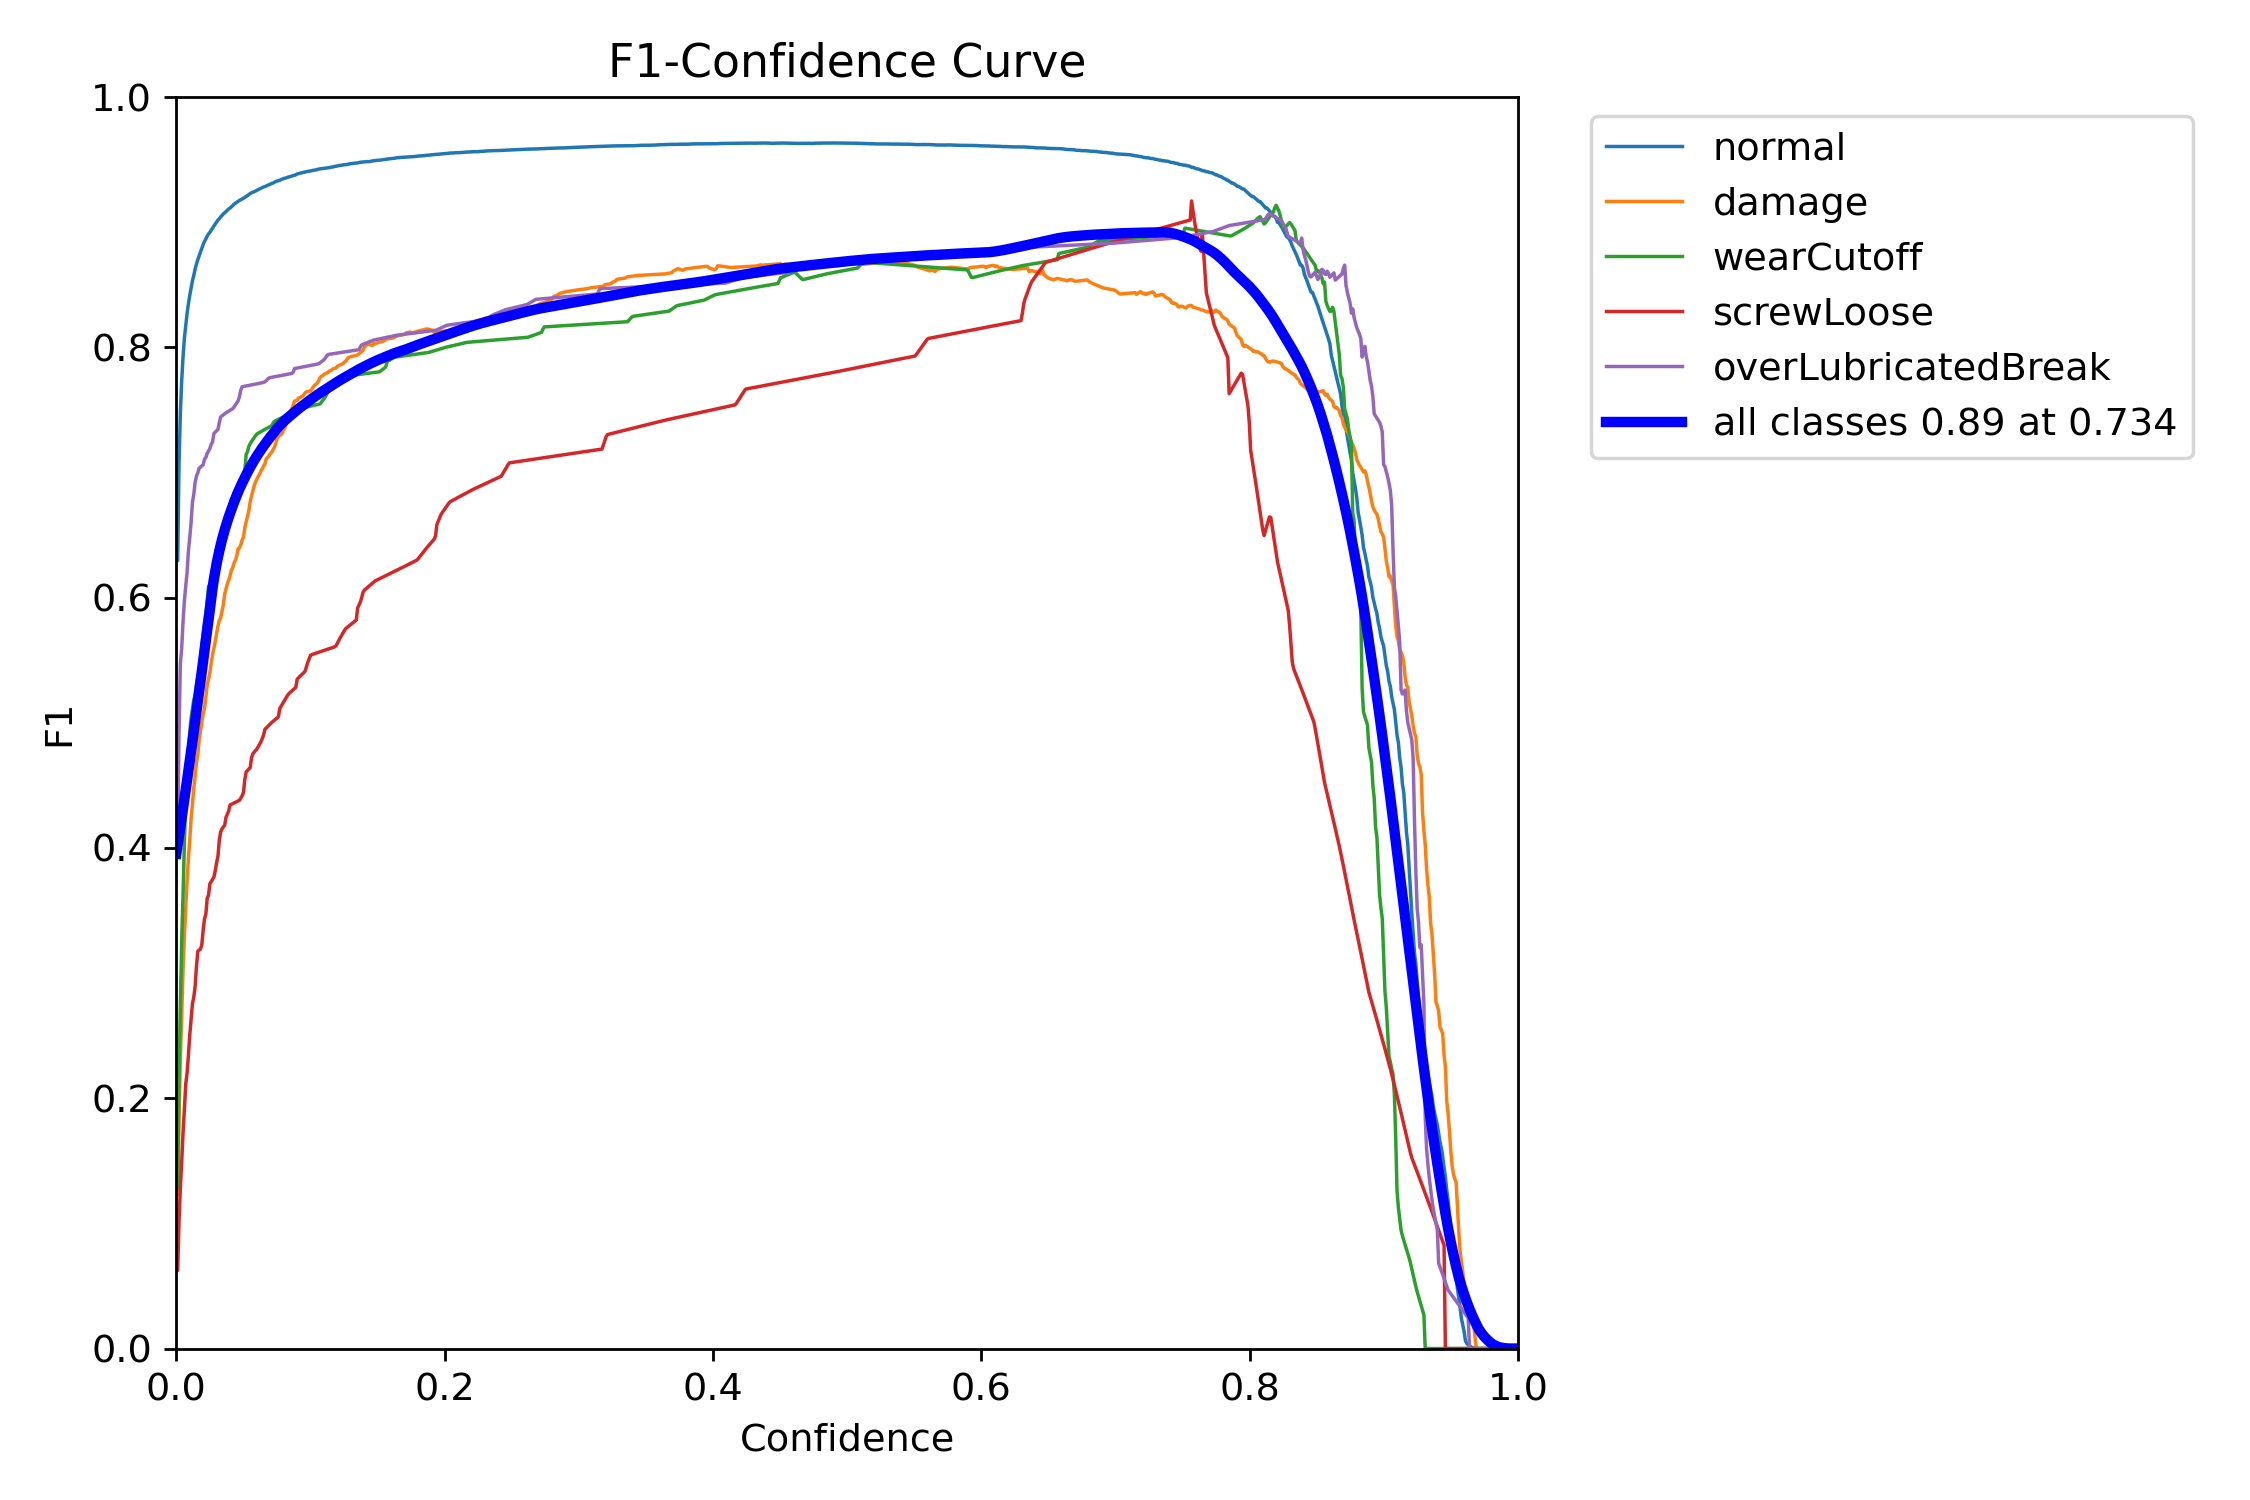 F1-Confidence Curve
1.0
0.8
0.6
0.4
0.2
0.0
F1
0.0 0.2 0.4 0.6 0.8 1.0
Confidence
normal
damage
wearCutoff
screwLoose
overLubricatedBreak
all classes 0.89 at 0.734